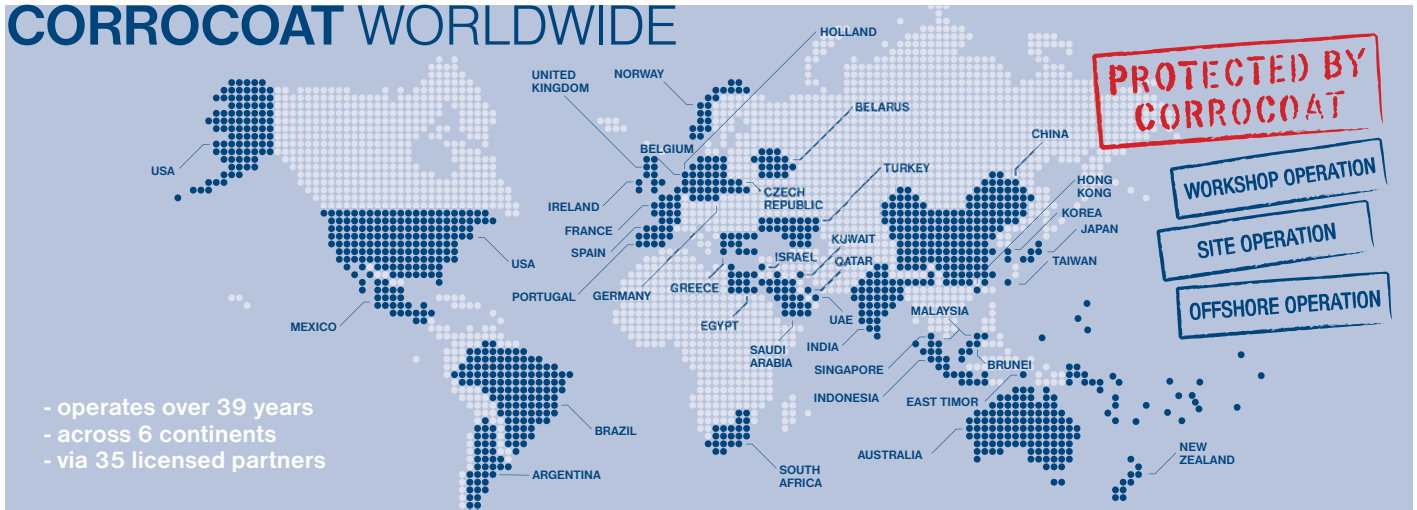 CORROCOAT WORLDWIDE
HOLLAND
UNITED
KINGDOM
NORWAY
PROTECTED BY
CORROCOAT
BELARUS
CHINA
BELGIUM
USA
TURKEY
WORKSHOP OPERATION
HONG
KONG
CZECH
REPUBLIC
IRELAND
KOREA
FRANCE
JAPAN
KUWAIT
SITE OPERATION
SPAIN
ISRAEL
QATAR
TAIWAN
USA
PORTUGAL
GERMANY
GREECE
OFFSHORE OPERATION
MALAYSIA
UAE
EGYPT
MEXICO
INDIA
SAUDI
ARABIA
BRUNEI
SINGAPORE
INDONESIA
EAST TIMOR
- operates over 39 years
- across 6 continents
- via 35 licensed partners
BRAZIL
AUSTRALIA
NEW
ZEALAND
SOUTH
AFRICA
ARGENTINA